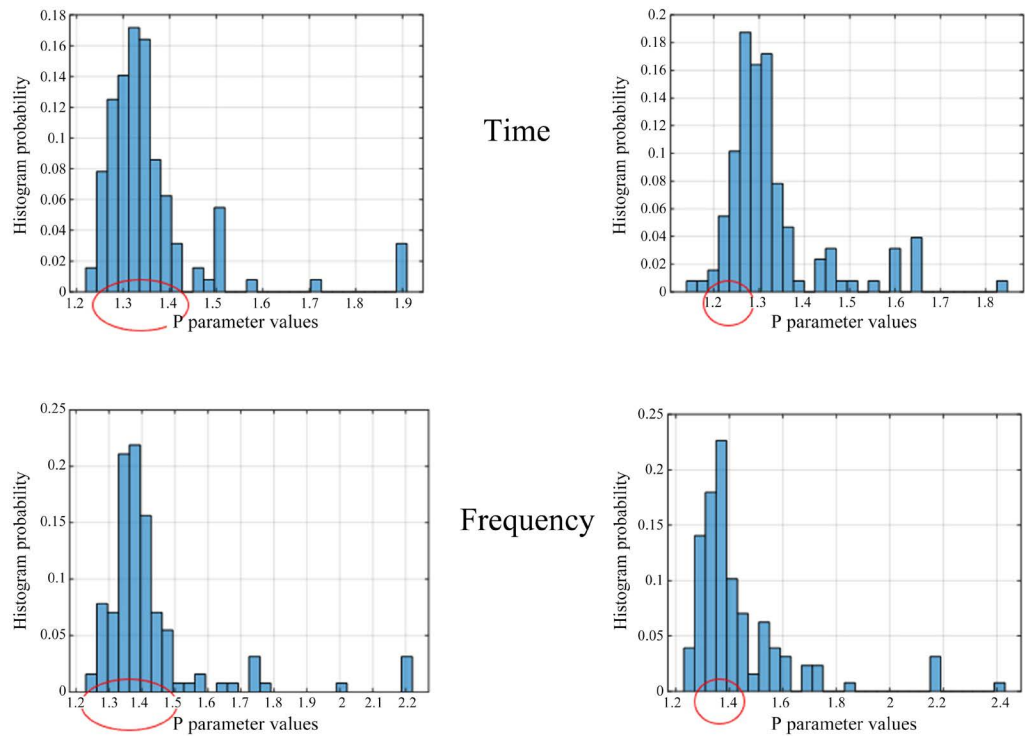 0.18
0.16
0.14
0.12
0.1
0.08
0.06
0.04
0.02
0
Histogram probability
1.2 1.3 1.4 1.5 1.6 1.7 1.8 1.9
P parameter values
Time
0.2
0.18
0.16
0.14
0.12
0.1
0.08
0.06
0.04
0.02
0
Histogram probability
1.2 1.3 1.4 1.5 1.6 1.7 1.8
P parameter values
0.25
0.2
0.15
0.1
0.05
0
Histogram probability
1.2 1.3 1.4 1.5 1.6 1.7 1.8 1.9 2 2.1 2.2
P parameter values
Frequency
0.25
0.2
0.15
0.1
0.05
0
Histogram probability
1.2 1.4 1.6 1.8 2 2.2 2.4
P parameter values